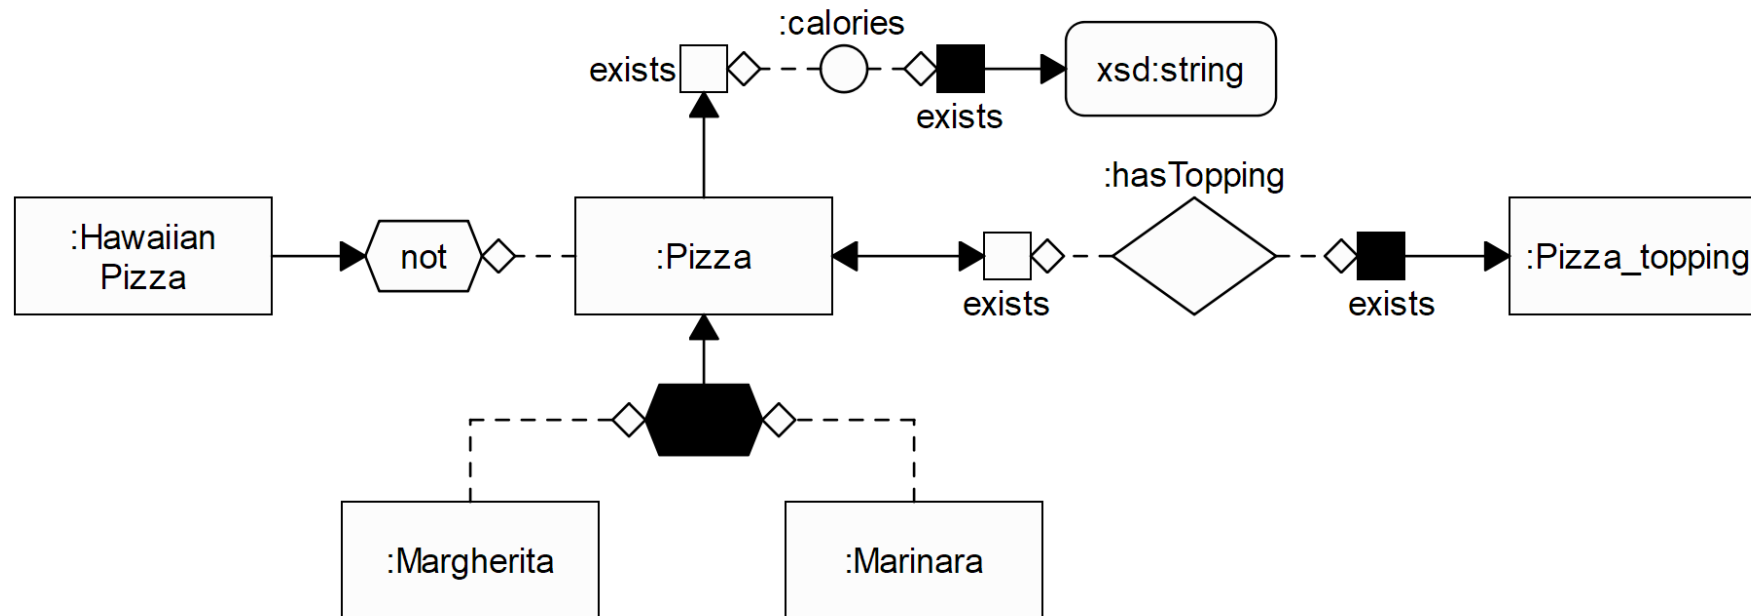 :calories
exists
xsd:string
exists
:hasTopping
:Hawaiian
Pizza
not
:Pizza
exists
exists
:Pizza_topping
:Margherita
:Marinara